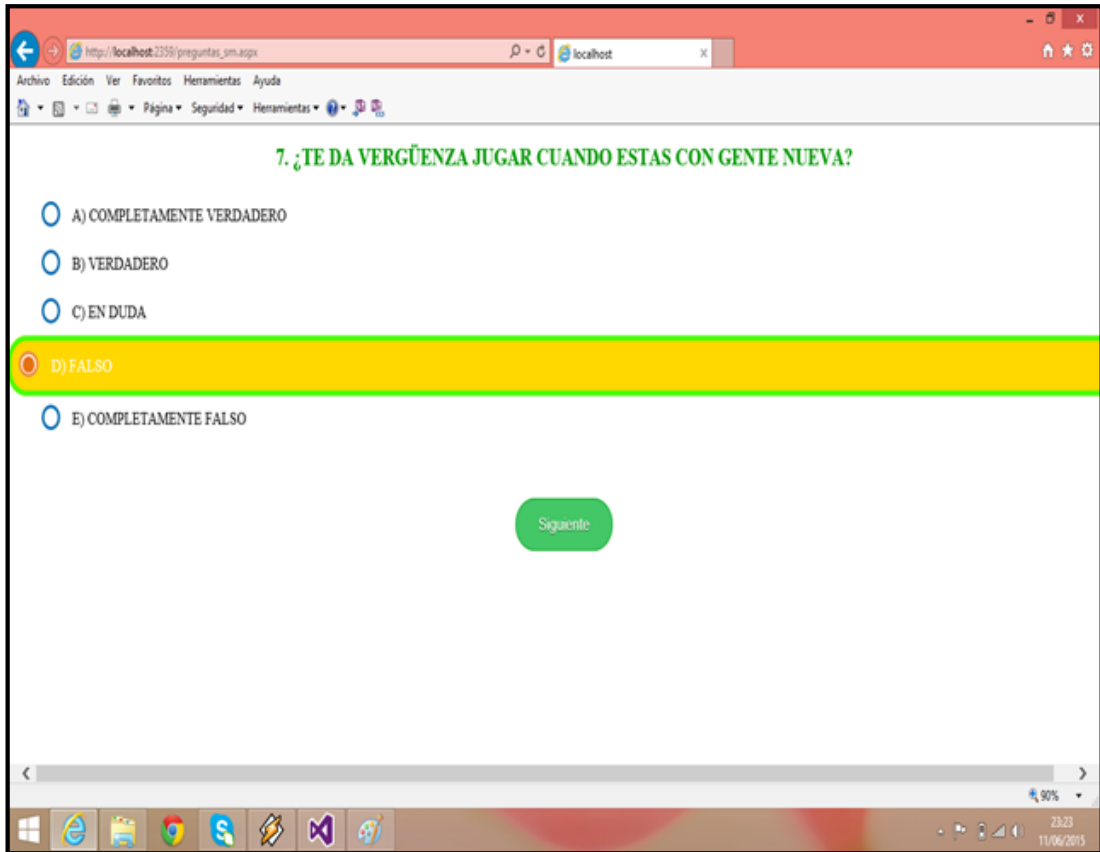 http://localhost:2359/preguntas_sm.aspx
localhost
Archivo Edición Ver Favoritos Herramientas Ayuda
Página Seguridad Herramientas
7. ¿TE DA VERGÜENZA JUGAR CUANDO ESTAS CON GENTE NUEVA?
A) COMPLETAMENTE VERDADERO
B) VERDADERO
C) EN DUDA
D) FALSO
E) COMPLETAMENTE FALSO
Siguiente
90%
23:23
11/06/2015